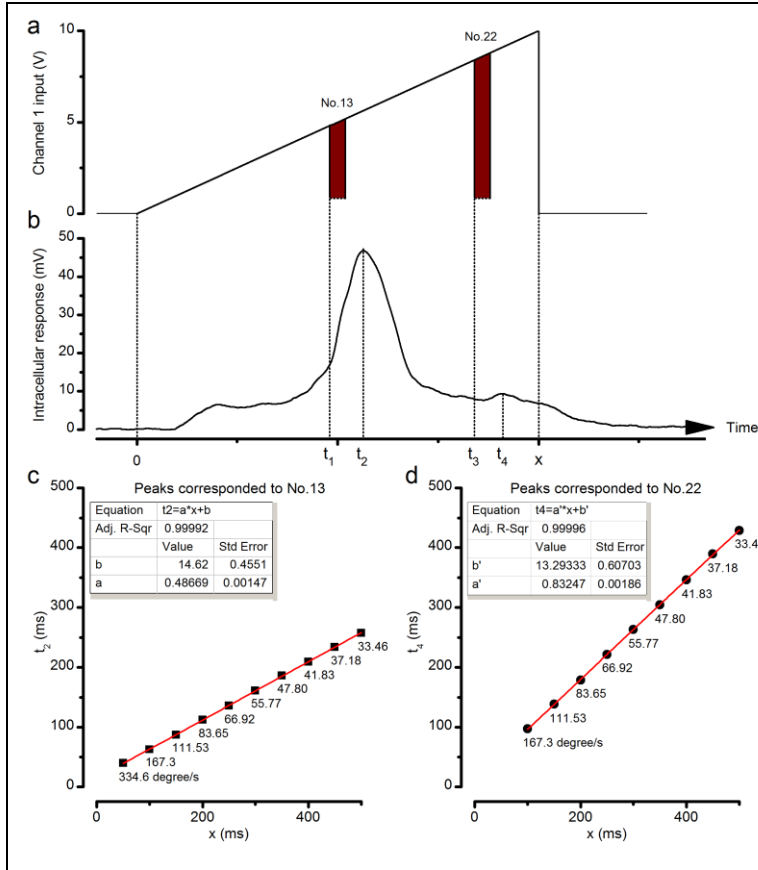 a
Channel 1 input (V)
10
5
0
No.13
No.22
b
Intracellular response (mV)
50
40
30
20
10
0
Time
0
t1
t2
t3
t4
x
c
Peaks corresponded to No.13
t2 (ms)
500
400
300
200
100
0
Equation t2=a*x+b
Adj. R-Sqr 0.99992
Value Std Error
b 14.62 0.4551
a 0.48669 0.00147
33.46
37.18
41.83
47.80
55.77
66.92
83.65
111.53
167.3
334.6 degree/s
0 200 400
x (ms)
d
Peaks corresponded to No.22
t4 (ms)
500
400
300
200
100
0
Equation t4=a'*x+b'
Adj. R-Sqr 0.99996
Value Std Error
b' 13.29333 0.60703
a' 0.83247 0.00186
33.4
37.18
41.83
47.80
55.77
66.92
83.65
111.53
167.3 degree/s
0 200 400
x (ms)